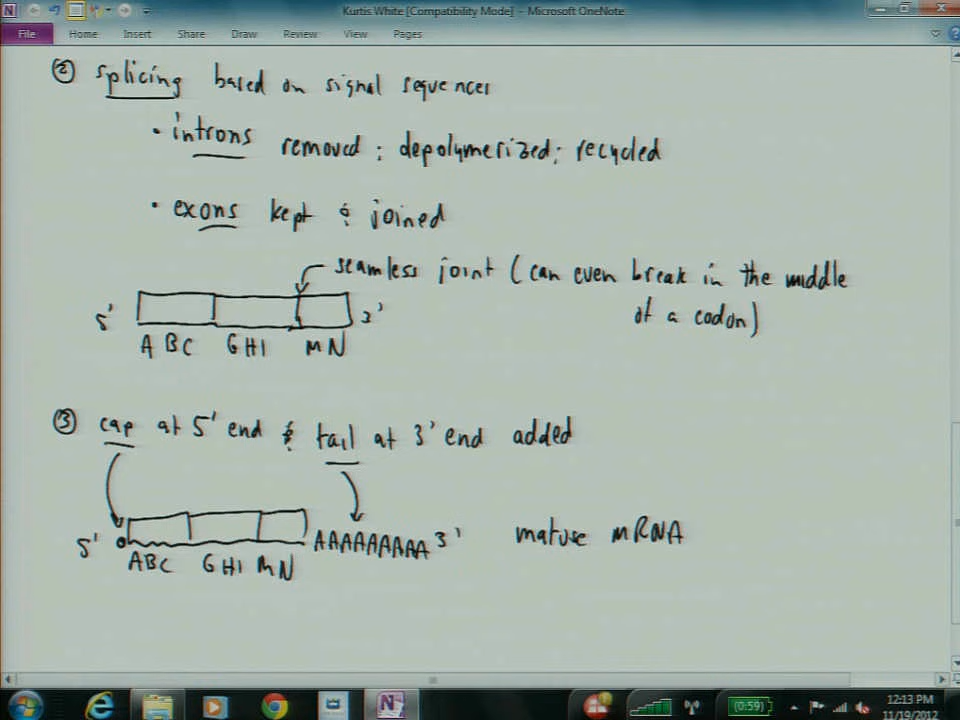 Kurtis White [Compatibility Mode] - Microsoft OneNote
File Home Insert Share Draw Review View Pages
② splicing based on signal sequences
• introns removed; depolymerized; recycled
• exons kept & joined
seamless joint (can even break in the middle
of a codon)
5' 3'
ABC GHI MN
③ cap at 5' end & tail at 3' end added
5' AAAAAAAAA 3' mature mRNA
ABC GHI MN
(0:59) 12:13 PM
11/19/2012